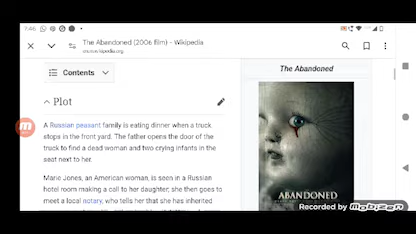 7:46
The Abandoned (2006 film) - Wikipedia
en.m.wikipedia.org
Contents
The Abandoned
Plot
A Russian peasant family is eating dinner when a truck
stops in the front yard. The father opens the door of the
truck to find a dead woman and two crying infants in the
seat next to her.
Marie Jones, an American woman, is seen in a Russian
hotel room making a call to her daughter; she then goes to
meet a local notary, who tells her that she has inherited
ABANDONED
Recorded by Mobizen